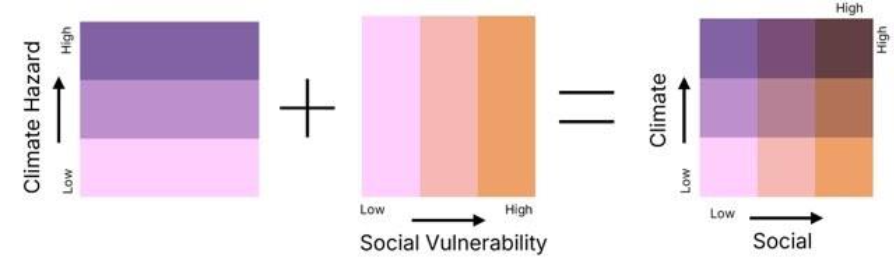 High
Climate Hazard
Low
Low
High
Social Vulnerability
High
High
Climate
Low
Low
Social